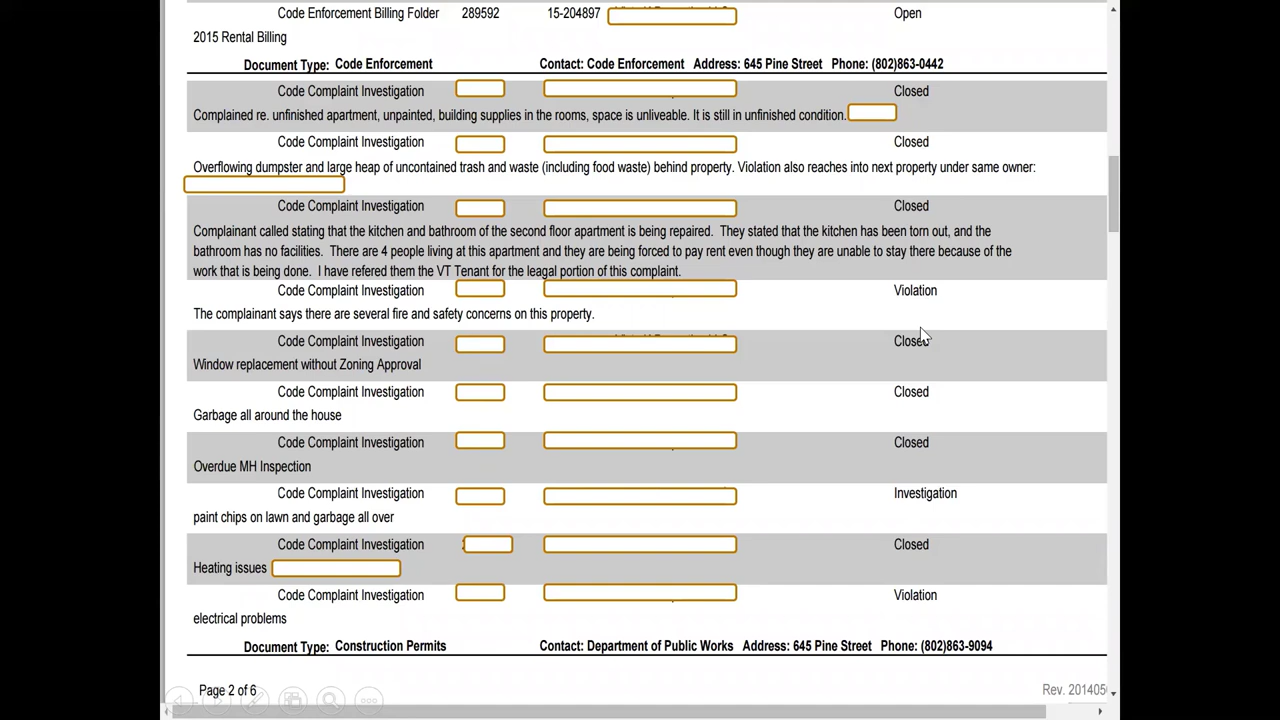 Code Enforcement Billing Folder 289592 15-204897 Open
2015 Rental Billing
Document Type: Code Enforcement Contact: Code Enforcement Address: 645 Pine Street Phone: (802)863-0442
Code Complaint Investigation Closed
Complained re. unfinished apartment, unpainted, building supplies in the rooms, space is unliveable. It is still in unfinished condition.
Code Complaint Investigation Closed
Overflowing dumpster and large heap of uncontained trash and waste (including food waste) behind property. Violation also reaches into next property under same owner:
Code Complaint Investigation Closed
Complainant called stating that the kitchen and bathroom of the second floor apartment is being repaired. They stated that the kitchen has been torn out, and the
bathroom has no facilities. There are 4 people living at this apartment and they are being forced to pay rent even though they are unable to stay there because of the
work that is being done. I have refered them the VT Tenant for the leagal portion of this complaint.
Code Complaint Investigation Violation
The complainant says there are several fire and safety concerns on this property.
Code Complaint Investigation Closed
Window replacement without Zoning Approval
Code Complaint Investigation Closed
Garbage all around the house
Code Complaint Investigation Closed
Overdue MH Inspection
Code Complaint Investigation Investigation
paint chips on lawn and garbage all over
Code Complaint Investigation Closed
Heating issues
Code Complaint Investigation Violation
electrical problems
Document Type: Construction Permits Contact: Department of Public Works Address: 645 Pine Street Phone: (802)863-9094
Page 2 of 6 Rev.